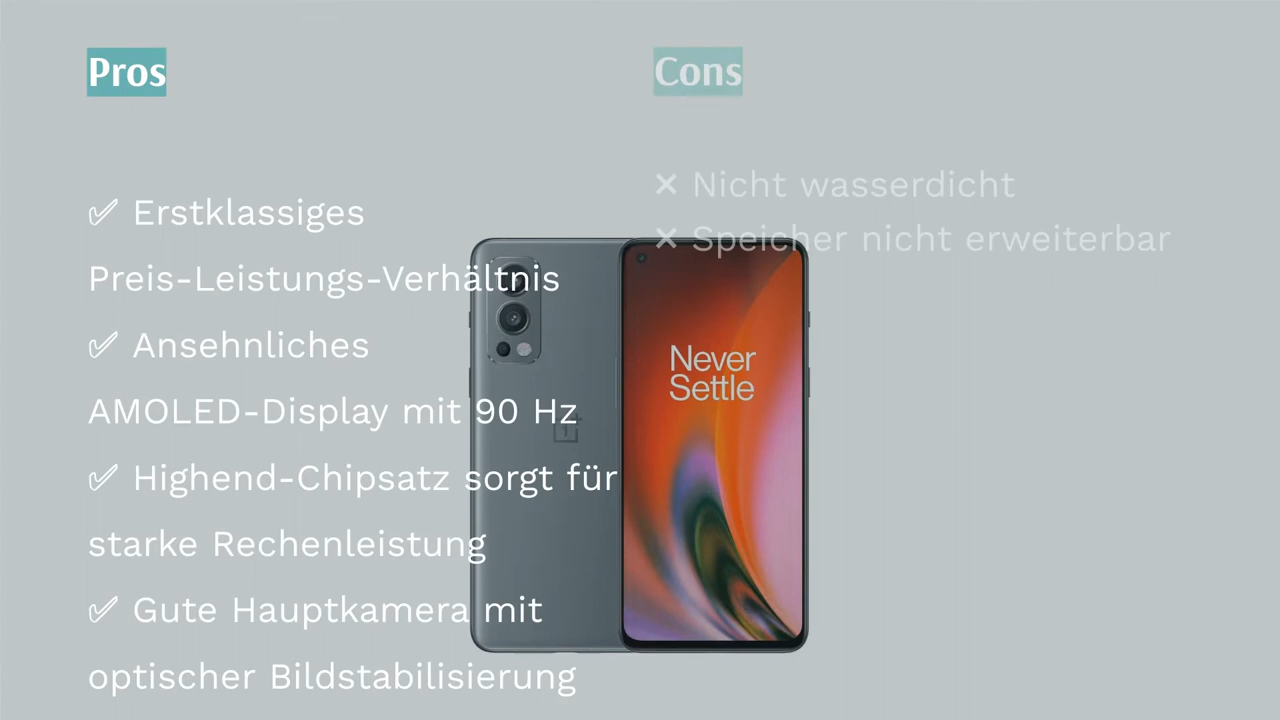 Pros
✅ Erstklassiges
Preis-Leistungs-Verhältnis
✅ Ansehnliches
AMOLED-Display mit 90 Hz
✅ Highend-Chipsatz sorgt für
starke Rechenleistung
✅ Gute Hauptkamera mit
optischer Bildstabilisierung
Cons
✕ Nicht wasserdicht
✕ Speicher nicht erweiterbar
Never
Settle